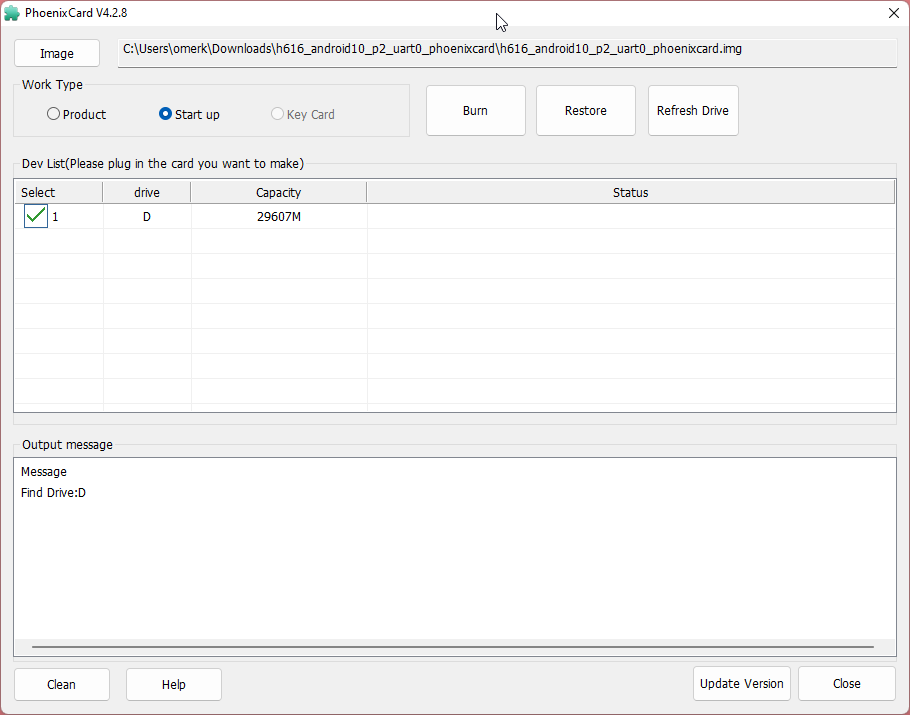 PhoenixCard V4.2.8
Image
C:\Users\omerk\Downloads\h616_android10_p2_uart0_phoenixcard\h616_android10_p2_uart0_phoenixcard.img
Work Type
Product
Start up
Key Card
Burn
Restore
Refresh Drive
Dev List(Please plug in the card you want to make)
Select drive Capacity Status
1 D 29607M
Output message
Message
Find Drive:D
Clean
Help
Update Version
Close